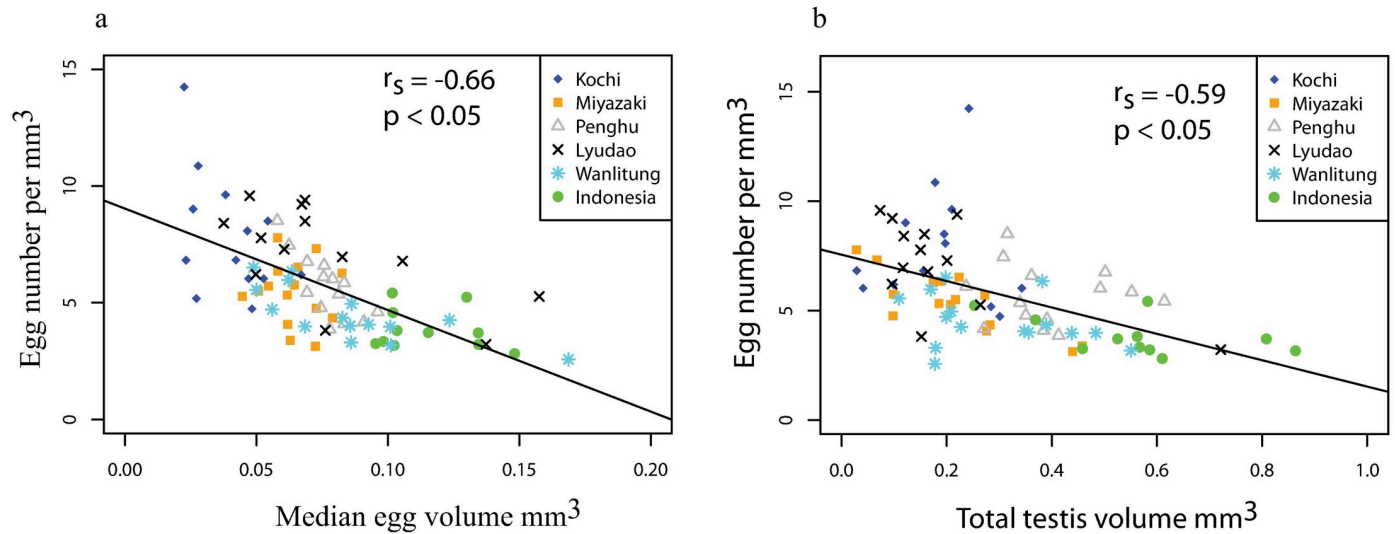 a
15
10
5
0
Egg number per mm3
rs = -0.66
p < 0.05
Kochi
Miyazaki
Penghu
Lyudao
Wanlitung
Indonesia
0.00 0.05 0.10 0.15 0.20
Median egg volume mm3
b
15
10
5
0
Egg number per mm3
rs = -0.59
p < 0.05
Kochi
Miyazaki
Penghu
Lyudao
Wanlitung
Indonesia
0.0 0.2 0.4 0.6 0.8 1.0
Total testis volume mm3